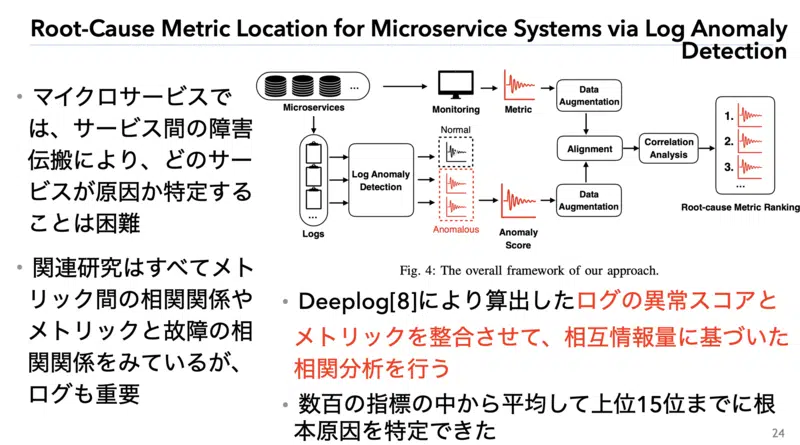 Root-Cause Metric Location for Microservice Systems via Log Anomaly
Detection
• マイクロサービスで
は、サービス間の障害
伝搬により、どのサー
ビスが原因か特定する
ことは困難
• 関連研究はすべてメト
リック間の相関関係や
メトリックと故障の相
関関係をみているが、
ログも重要
...
Microservices
Monitoring
Metric
Data
Augmentation
Normal
Log Anomaly
Detection
...
Logs
Anomalous
Anomaly
Score
Data
Augmentation
Alignment
Correlation
Analysis
1.
2.
3.
...
Root-cause Metric Ranking
Fig. 4: The overall framework of our approach.
• Deeplog[8]により算出したログの異常スコアと
メトリックを整合させて、相互情報量に基づいた
相関分析を行う
• 数百の指標の中から平均して上位15位までに根
本原因を特定できた
24